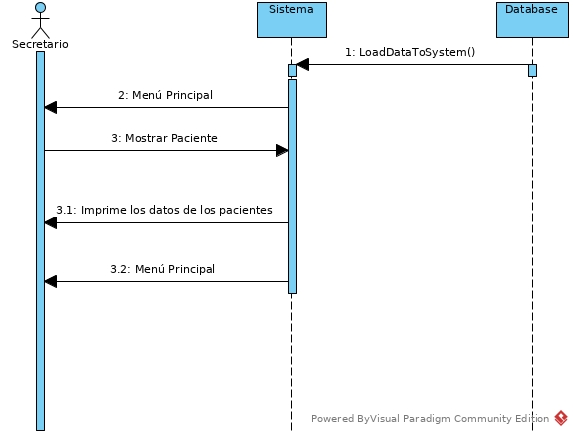 Sistema
Database
Secretario
1: LoadDataToSystem()
2: Menú Principal
3: Mostrar Paciente
3.1: Imprime los datos de los pacientes
3.2: Menú Principal
Powered ByVisual Paradigm Community Edition